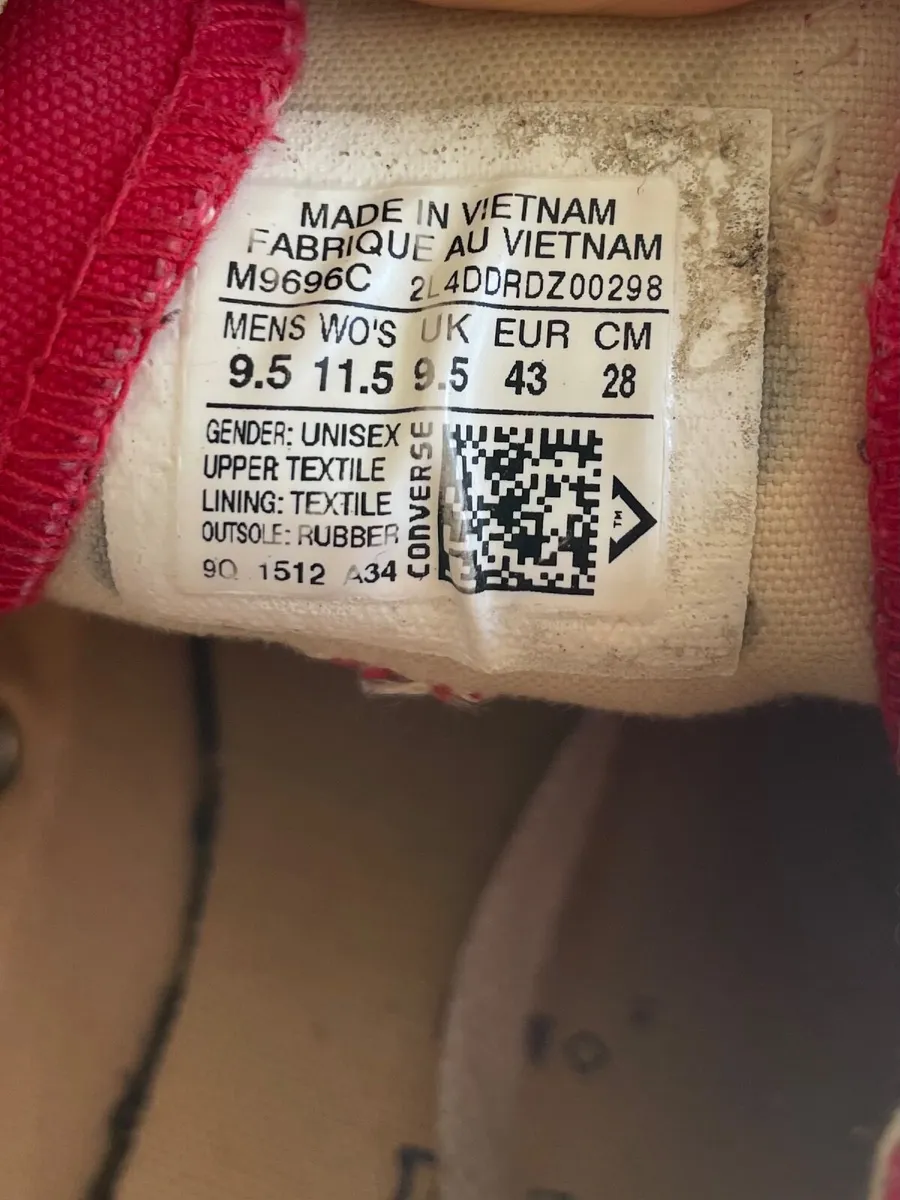 MADE IN VIETNAM
FABRIQUE AU VIETNAM
M9696C 2L4DDRDZ00298
MENS WO'S UK EUR CM
9.5 11.5 9.5 43 28
GENDER: UNISEX
UPPER: TEXTILE
LINING: TEXTILE
OUTSOLE: RUBBER
9Q 1512 A34
CONVERSE
TM